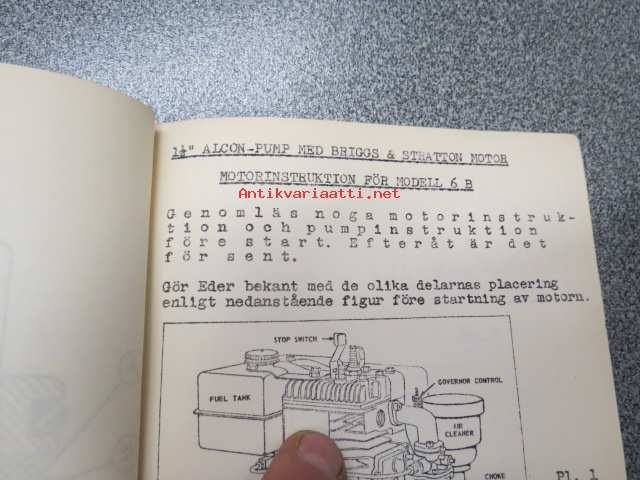 1½" ALCON-PUMP MED BRIGGS & STRATTON MOTOR
MOTORINSTRUKTION FÖR MODELL 6 B
Antikvariaatti.net
Genomläs noga motorinstruk-
tion och pumpinstruktion
före start. Efteråt är det
för sent.
Gör Eder bekant med de olika delarnas placering
enligt nedanstående figur före startning av motorn.
STOP SWITCH
GOVERNOR CONTROL
FUEL TANK
AIR
CLEANER
CHOKE
Pl. 1